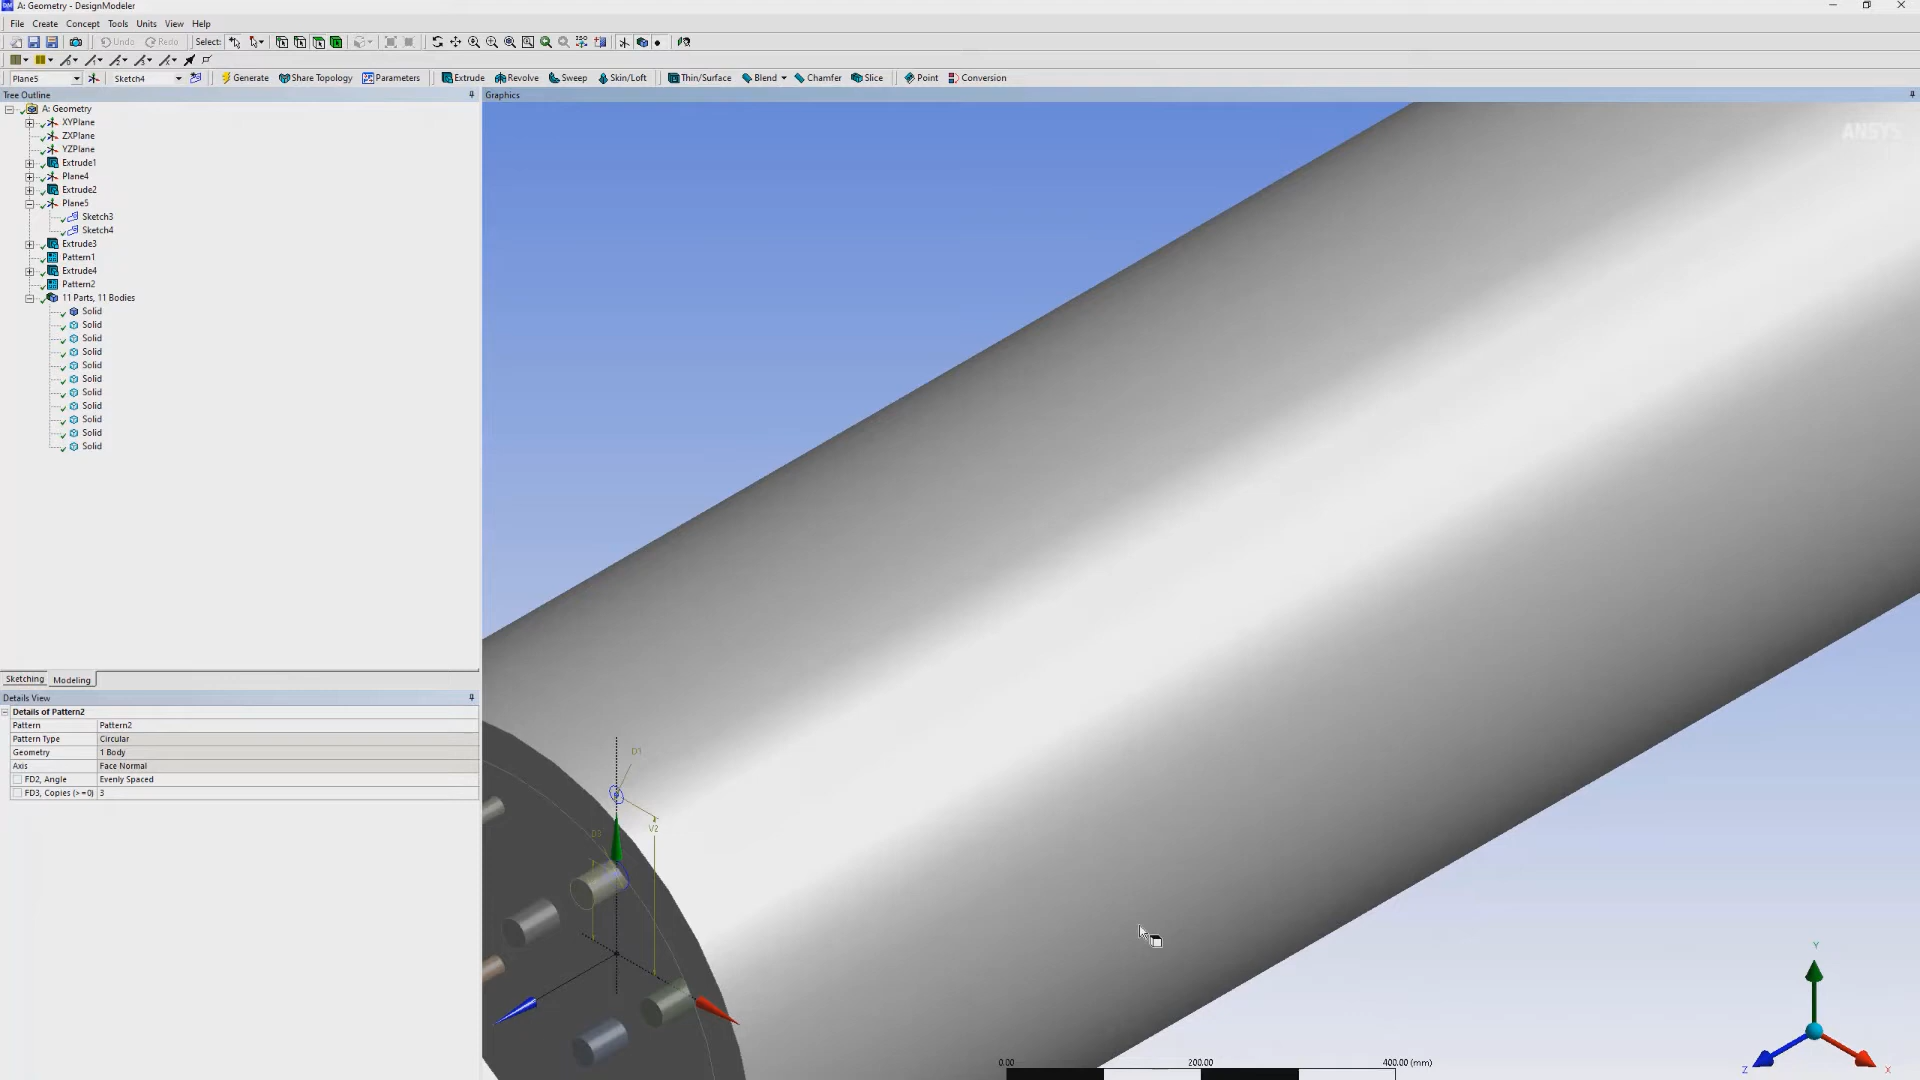 A: Geometry - DesignModeler
File Create Concept Tools Units View Help
Undo Redo Select:
Plane5 Sketch4 Generate Share Topology Parameters Extrude Revolve Sweep Skin/Loft Thin/Surface Blend Chamfer Slice Point Conversion
Tree Outline
Graphics
A: Geometry
XYPlane
ZXPlane
YZPlane
Extrude1
Plane4
Extrude2
Plane5
Sketch3
Sketch4
Extrude3
Pattern1
Extrude4
Pattern2
11 Parts, 11 Bodies
Solid
Solid
Solid
Solid
Solid
Solid
Solid
Solid
Solid
Solid
Solid
ANSYS
Sketching Modeling
Details View
Details of Pattern2
Pattern Pattern2
Pattern Type Circular
Geometry 1 Body
Axis Face Normal
FD2, Angle Evenly Spaced
FD3, Copies (>=0) 3
D1
V2
Y
Z
X
0.00 200.00 400.00 (mm)